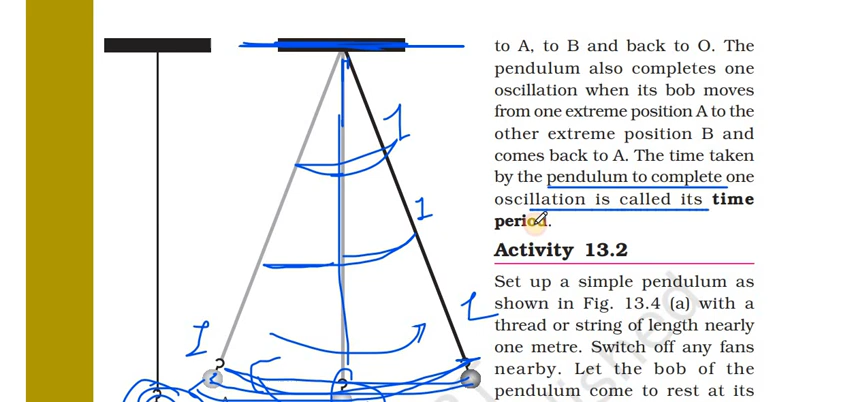 to A, to B and back to O. The
pendulum also completes one
oscillation when its bob moves
from one extreme position A to the
other extreme position B and
comes back to A. The time taken
by the pendulum to complete one
oscillation is called its time
period.
Activity 13.2
Set up a simple pendulum as
shown in Fig. 13.4 (a) with a
thread or string of length nearly
one metre. Switch off any fans
nearby. Let the bob of the
pendulum come to rest at its
1
1